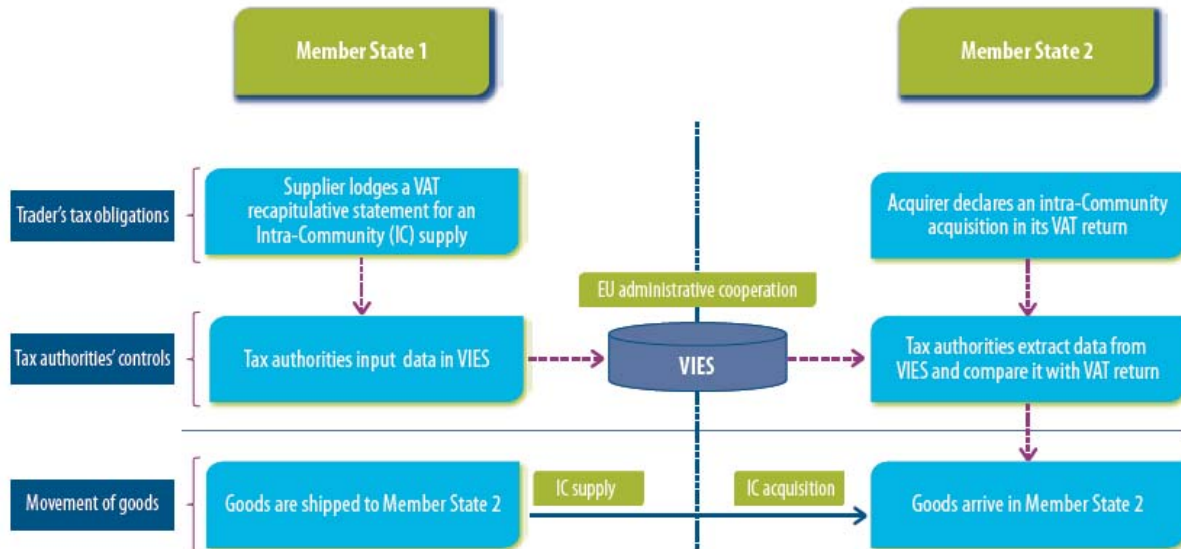 Member State 1
Member State 2
Trader's tax obligations
Supplier lodges a VAT
recapitulative statement for an
Intra-Community (IC) supply
Acquirer declares an intra-Community
acquisition in its VAT return
EU administrative cooperation
Tax authorities' controls
Tax authorities input data in VIES
VIES
Tax authorities extract data from
VIES and compare it with VAT return
Movement of goods
Goods are shipped to Member State 2
IC supply
IC acquisition
Goods arrive in Member State 2